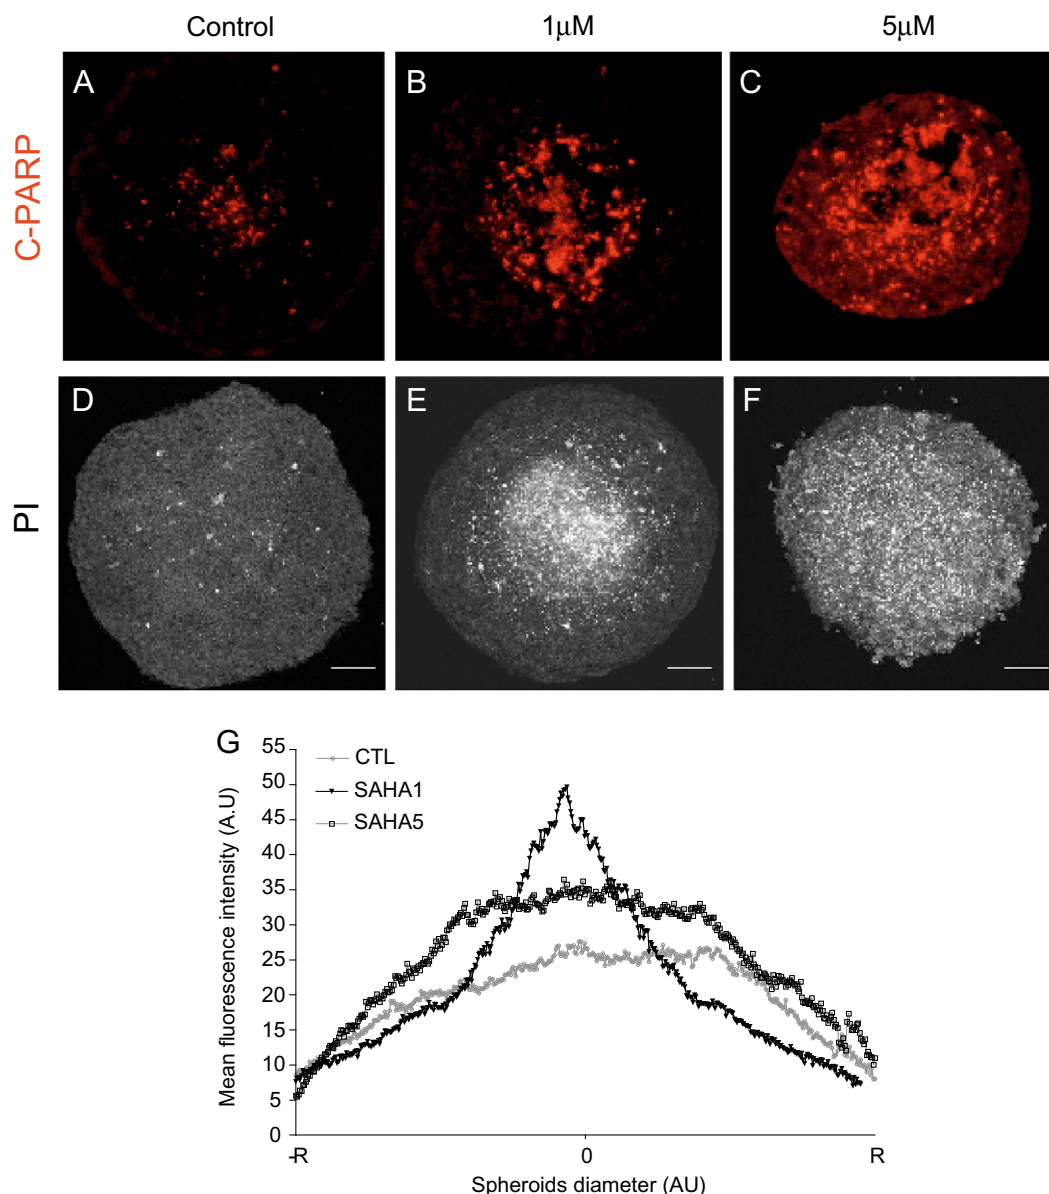 Control 1μM 5μM
C-PARP
A B C
PI
D E F
G
CTL
SAHA1
SAHA5
Mean fluorescence intensity (A.U)
55
50
45
40
35
30
25
20
15
10
5
0
-R 0 R
Spheroids diameter (AU)